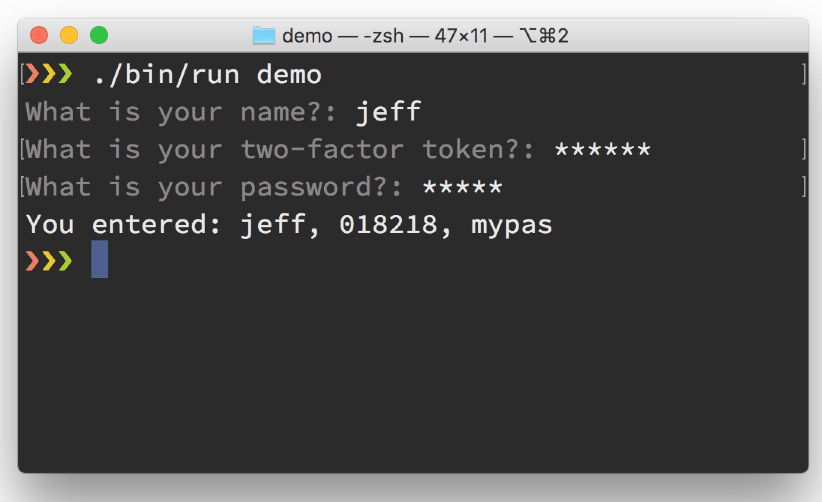 demo — -zsh — 47×11 — ⌥⌘2
[❯❯❯ ./bin/run demo ]
What is your name?: jeff
[What is your two-factor token?: ****** ]
[What is your password?: ***** ]
You entered: jeff, 018218, mypas
❯❯❯